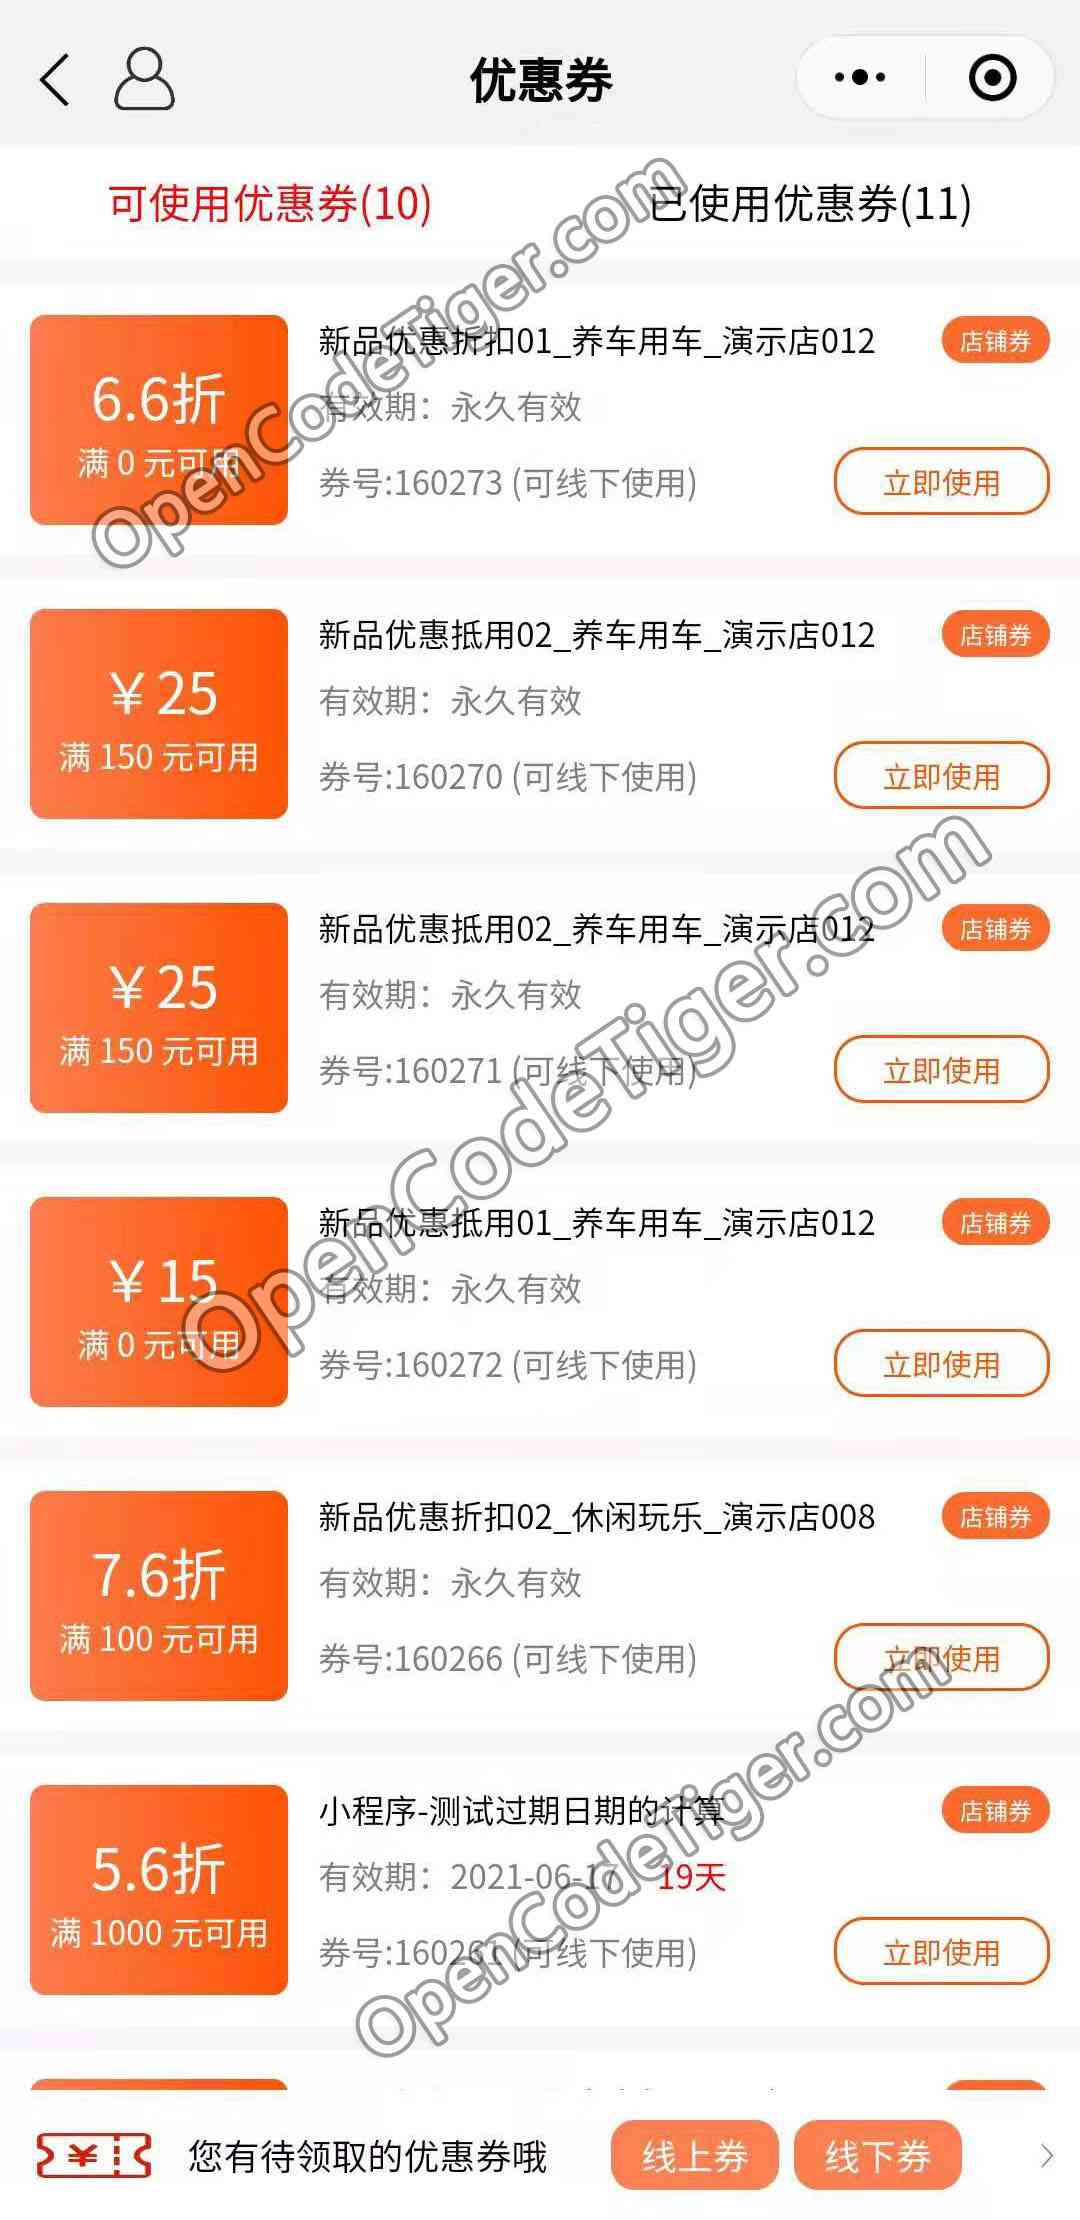 优惠券
可使用优惠券(10)
已使用优惠券(11)
6.6折
满 0 元可用
新品优惠折扣01_养车用车_演示店012
店铺券
有效期：永久有效
券号:160273 (可线下使用)
立即使用
￥25
满 150 元可用
新品优惠抵用02_养车用车_演示店012
店铺券
有效期：永久有效
券号:160270 (可线下使用)
立即使用
￥25
满 150 元可用
新品优惠抵用02_养车用车_演示店012
店铺券
有效期：永久有效
券号:160271 (可线下使用)
立即使用
￥15
满 0 元可用
新品优惠抵用01_养车用车_演示店012
店铺券
有效期：永久有效
券号:160272 (可线下使用)
立即使用
7.6折
满 100 元可用
新品优惠折扣02_休闲玩乐_演示店008
店铺券
有效期：永久有效
券号:160266 (可线下使用)
立即使用
5.6折
满 1000 元可用
小程序-测试过期日期的计算
店铺券
有效期：2021-06-17 19天
券号:160261 (可线下使用)
立即使用
¥
您有待领取的优惠券哦
线上券
线下券
OpenCodeTiger.com
OpenCodeTiger.com
OpenCodeTiger.com